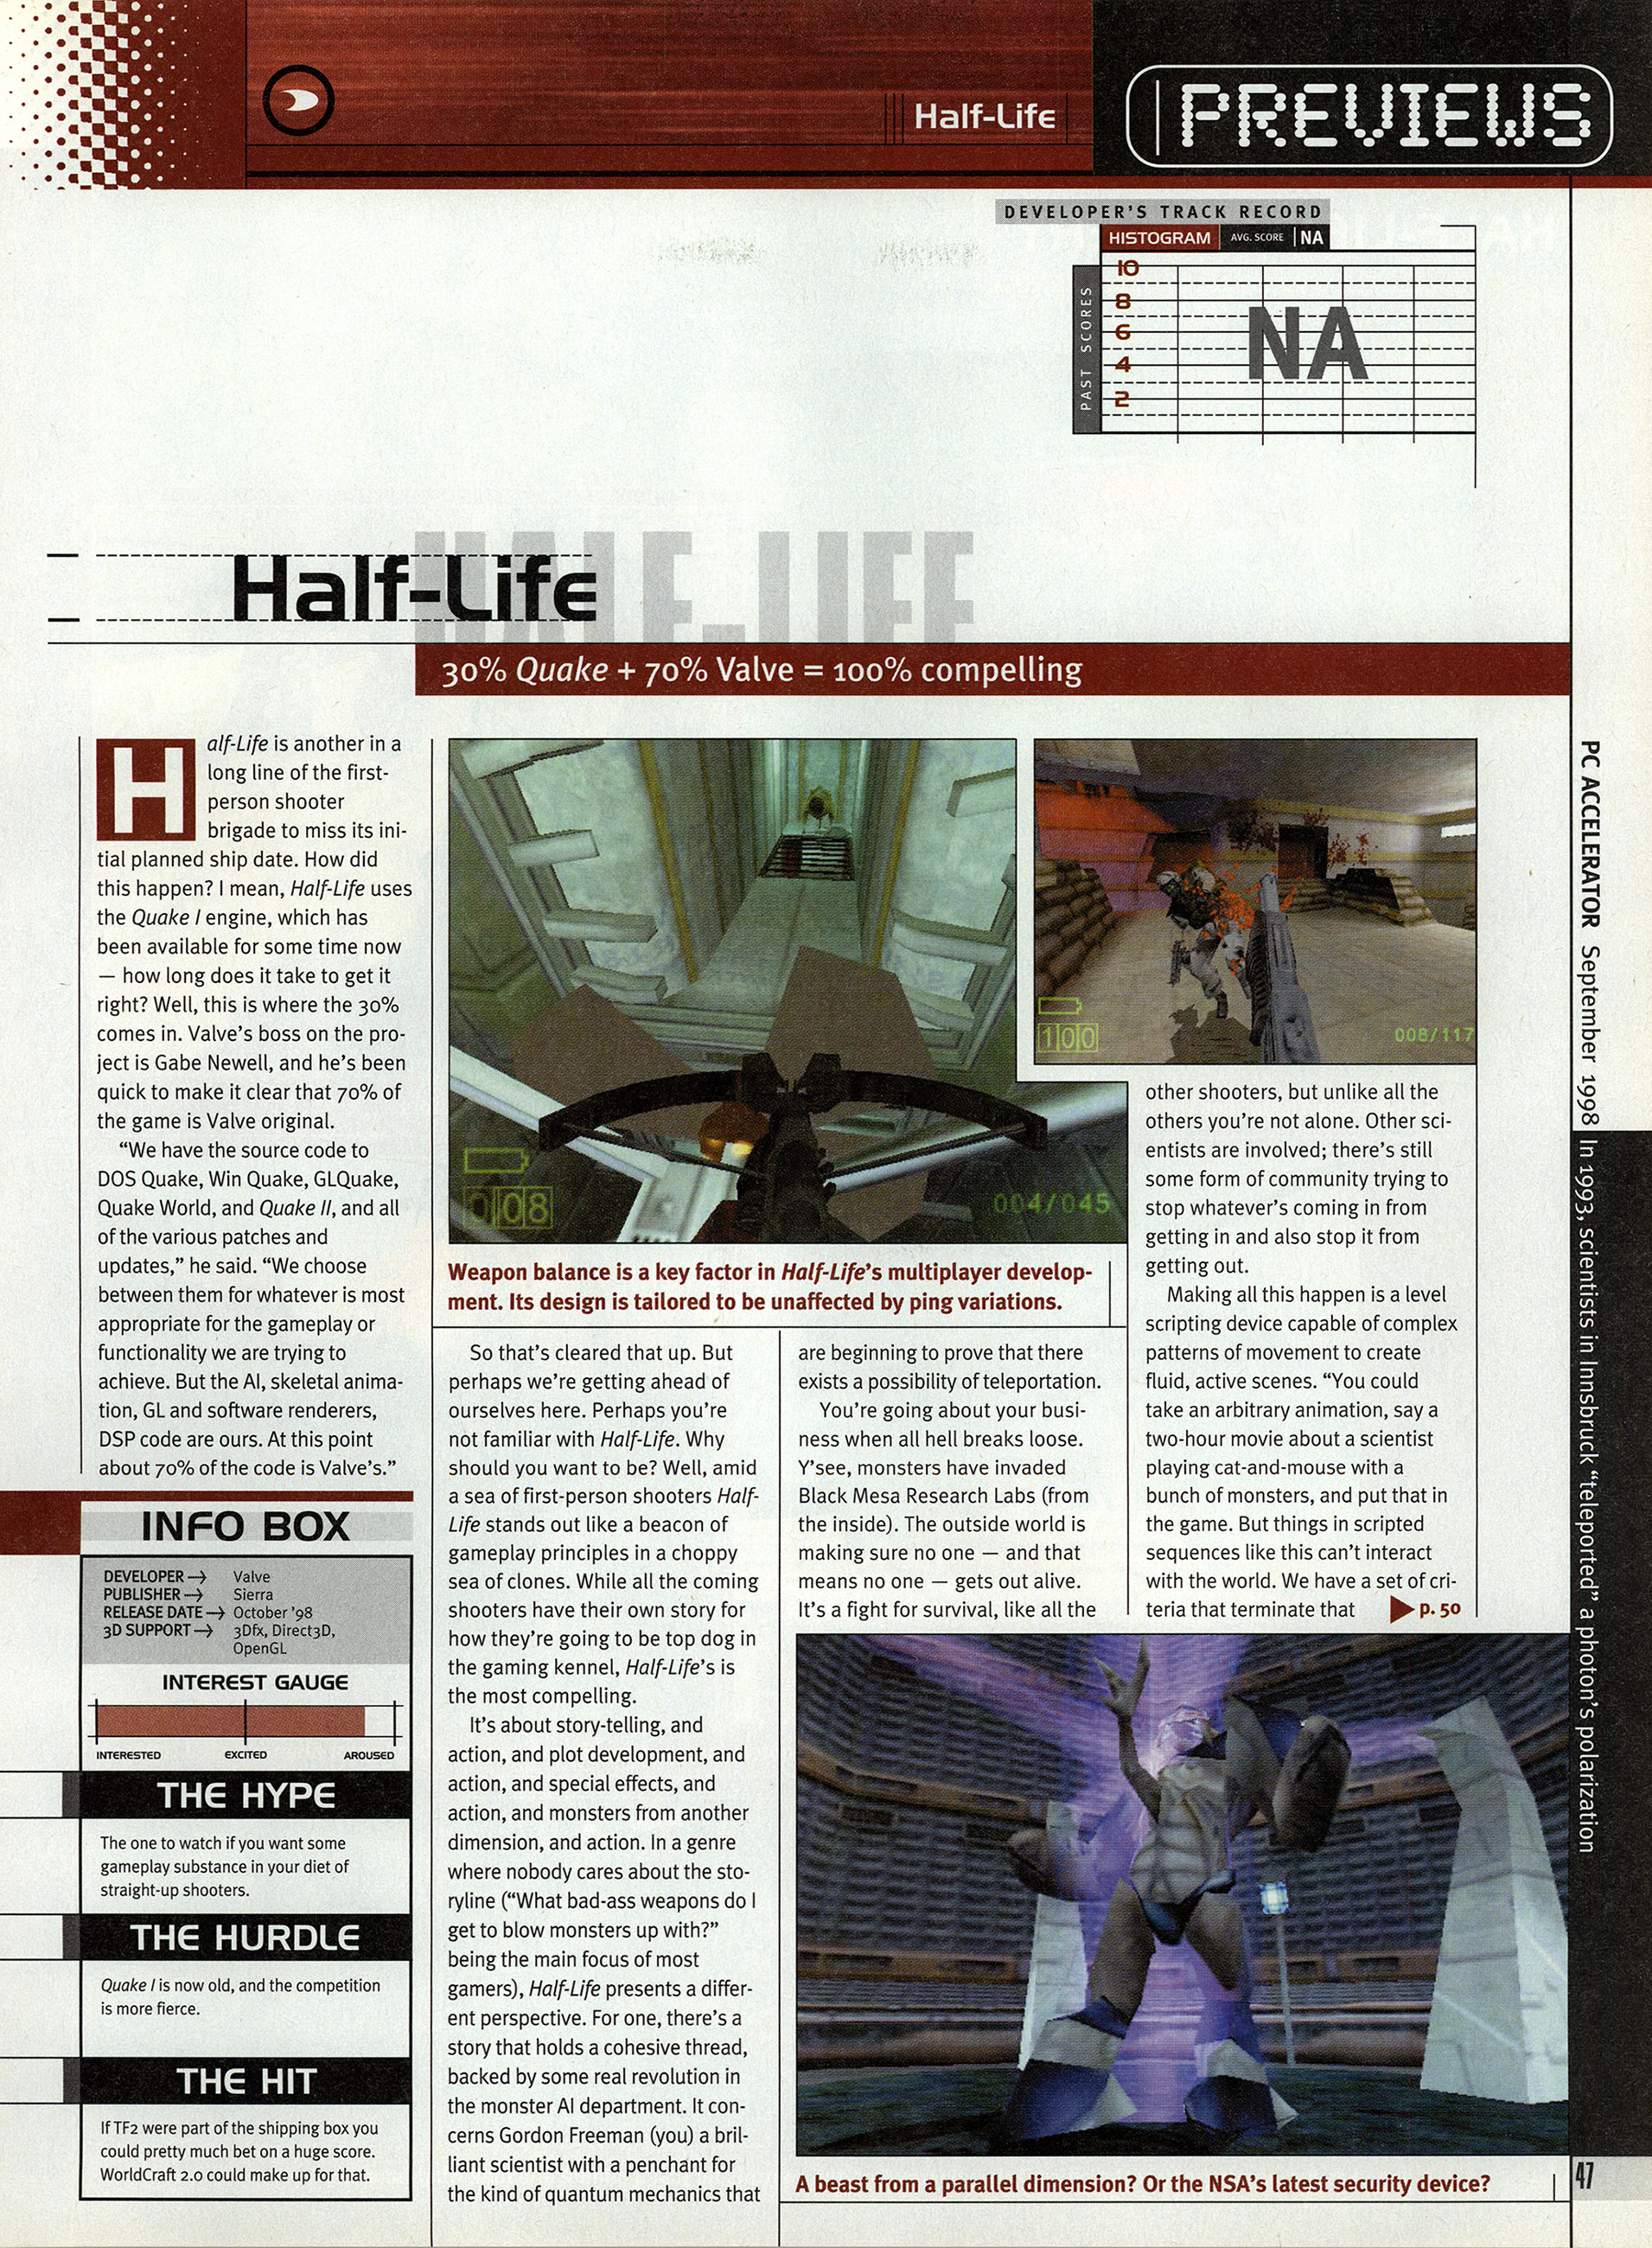 Half-Life
PREVIEWS
DEVELOPER'S TRACK RECORD
HISTOGRAM AVG. SCORE NA
PAST SCORES
10
8
6
4
2
NA
HALF-LIFE
Half-Life
30% Quake + 70% Valve = 100% compelling
Half-Life is another in a
long line of the first-
person shooter
brigade to miss its ini-
tial planned ship date. How did
this happen? I mean, Half-Life uses
the Quake I engine, which has
been available for some time now
— how long does it take to get it
right? Well, this is where the 30%
comes in. Valve's boss on the pro-
ject is Gabe Newell, and he's been
quick to make it clear that 70% of
the game is Valve original.
"We have the source code to
DOS Quake, Win Quake, GLQuake,
Quake World, and Quake II, and all
of the various patches and
updates," he said. "We choose
between them for whatever is most
appropriate for the gameplay or
functionality we are trying to
achieve. But the AI, skeletal anima-
tion, GL and software renderers,
DSP code are ours. At this point
about 70% of the code is Valve's."
INFO BOX
DEVELOPER → Valve
PUBLISHER → Sierra
RELEASE DATE → October '98
3D SUPPORT → 3Dfx, Direct3D,
OpenGL
INTEREST GAUGE
INTERESTED EXCITED AROUSED
THE HYPE
The one to watch if you want some
gameplay substance in your diet of
straight-up shooters.
THE HURDLE
Quake I is now old, and the competition
is more fierce.
THE HIT
If TF2 were part of the shipping box you
could pretty much bet on a huge score.
WorldCraft 2.0 could make up for that.
008
004/045
100
008/117
Weapon balance is a key factor in Half-Life's multiplayer develop-
ment. Its design is tailored to be unaffected by ping variations.
So that's cleared that up. But
perhaps we're getting ahead of
ourselves here. Perhaps you're
not familiar with Half-Life. Why
should you want to be? Well, amid
a sea of first-person shooters Half-
Life stands out like a beacon of
gameplay principles in a choppy
sea of clones. While all the coming
shooters have their own story for
how they're going to be top dog in
the gaming kennel, Half-Life's is
the most compelling.
It's about story-telling, and
action, and plot development, and
action, and special effects, and
action, and monsters from another
dimension, and action. In a genre
where nobody cares about the sto-
ryline ("What bad-ass weapons do I
get to blow monsters up with?"
being the main focus of most
gamers), Half-Life presents a differ-
ent perspective. For one, there's a
story that holds a cohesive thread,
backed by some real revolution in
the monster AI department. It con-
cerns Gordon Freeman (you) a bril-
liant scientist with a penchant for
the kind of quantum mechanics that
are beginning to prove that there
exists a possibility of teleportation.
You're going about your busi-
ness when all hell breaks loose.
Y'see, monsters have invaded
Black Mesa Research Labs (from
the inside). The outside world is
making sure no one — and that
means no one — gets out alive.
It's a fight for survival, like all the
other shooters, but unlike all the
others you're not alone. Other sci-
entists are involved; there's still
some form of community trying to
stop whatever's coming in from
getting in and also stop it from
getting out.
Making all this happen is a level
scripting device capable of complex
patterns of movement to create
fluid, active scenes. "You could
take an arbitrary animation, say a
two-hour movie about a scientist
playing cat-and-mouse with a
bunch of monsters, and put that in
the game. But things in scripted
sequences like this can't interact
with the world. We have a set of cri-
teria that terminate that p. 50
A beast from a parallel dimension? Or the NSA's latest security device?
PC ACCELERATOR September 1998 In 1993, scientists in Innsbruck "teleported" a photon's polarization
47